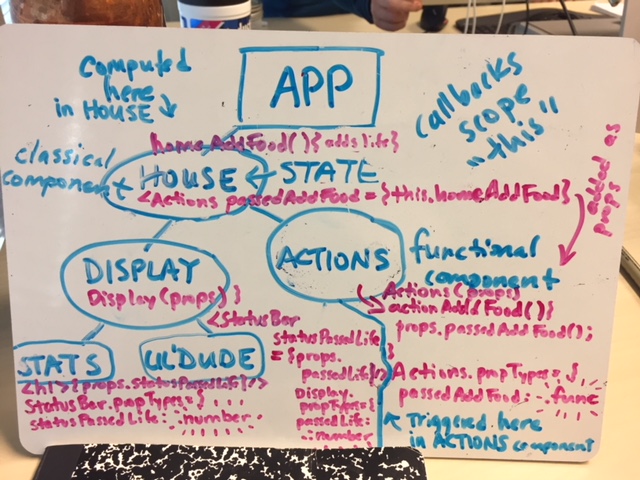 computed
here
in HOUSE
APP
callbacks
scope
"this"
homeAddFood(){adds life}
classical
component
HOUSE ← STATE
<Actions passedAddFood = {this.homeAddFood}
added as
props
DISPLAY
Display(props) }
ACTIONS
functional
component
Actions(props)
actionAddFood(){
props.passedAddFood();
}
<StatusBar
statusPassedLife
= {props.
passedLife}/>
STATS
LIL'DUDE
<h1>{props.statusPassedLife}</>
StatusBar.propTypes = {
statusPassedLife: number
Display.
propTypes = {
passedLife:
number
Actions.propTypes = {
passedAddFood: func
Triggered here
in ACTIONS component